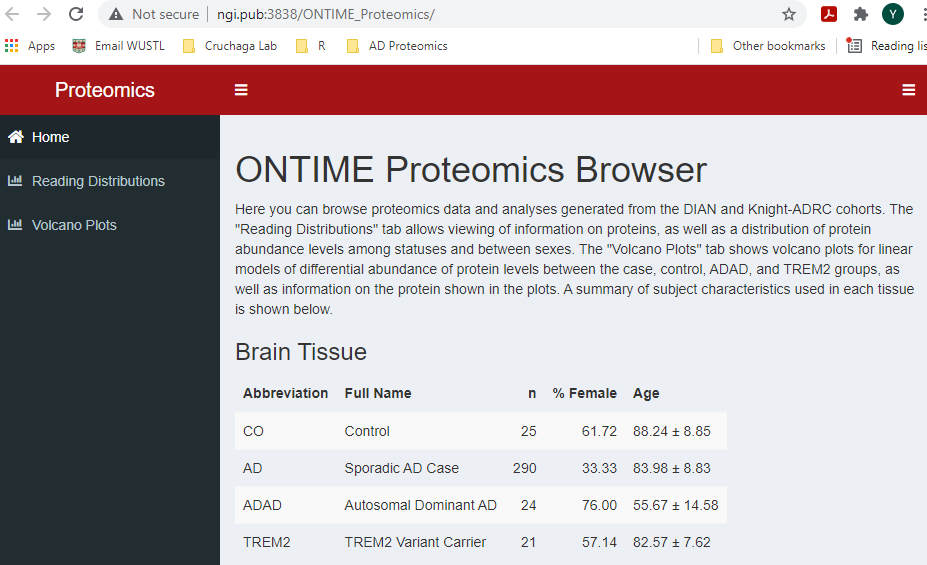 Not secure | ngi.pub:3838/ONTIME_Proteomics/
Y
Apps Email WUSTL Cruchaga Lab R AD Proteomics Other bookmarks Reading lis
Proteomics
Home
Reading Distributions
Volcano Plots
ONTIME Proteomics Browser
Here you can browse proteomics data and analyses generated from the DIAN and Knight-ADRC cohorts. The
"Reading Distributions" tab allows viewing of information on proteins, as well as a distribution of protein
abundance levels among statuses and between sexes. The "Volcano Plots" tab shows volcano plots for linear
models of differential abundance of protein levels between the case, control, ADAD, and TREM2 groups, as
well as information on the protein shown in the plots. A summary of subject characteristics used in each tissue
is shown below.
Brain Tissue
Abbreviation Full Name n % Female Age
CO Control 25 61.72 88.24 ± 8.85
AD Sporadic AD Case 290 33.33 83.98 ± 8.83
ADAD Autosomal Dominant AD 24 76.00 55.67 ± 14.58
TREM2 TREM2 Variant Carrier 21 57.14 82.57 ± 7.62